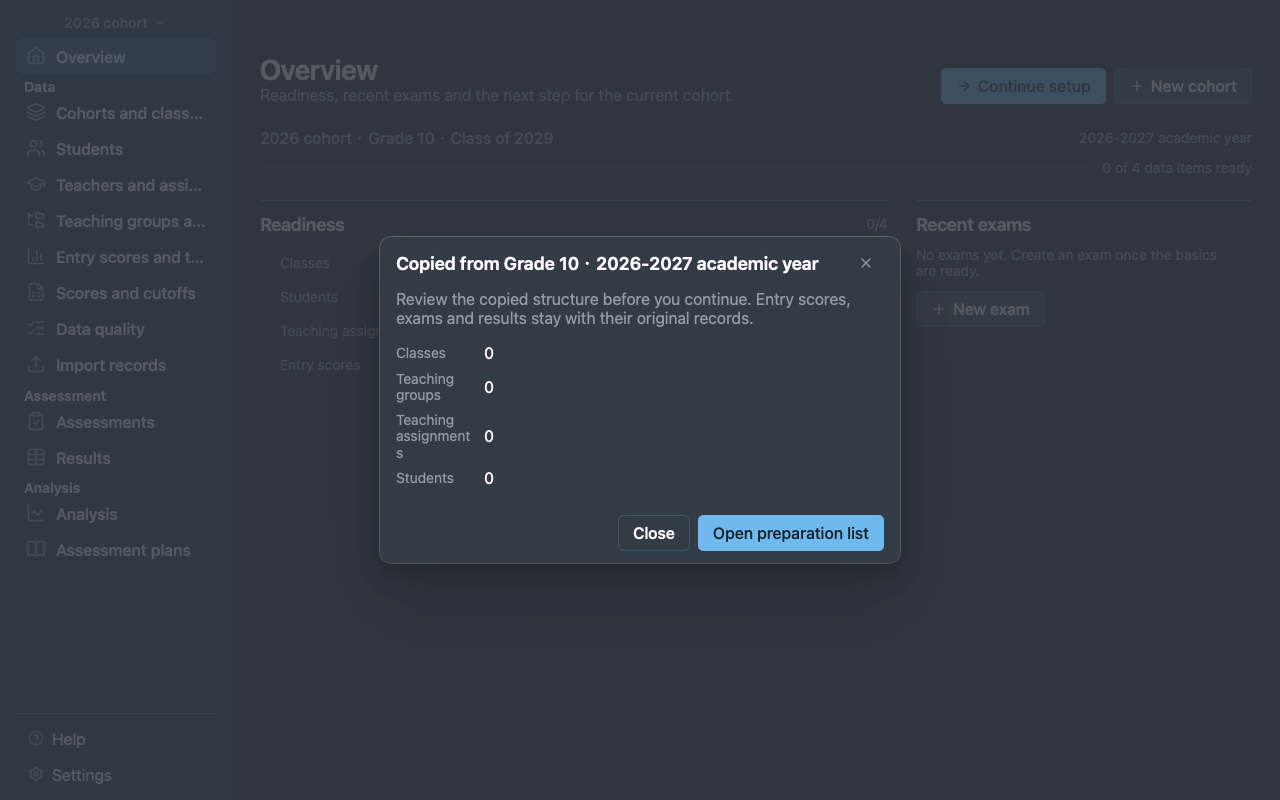 2026 cohort
Overview
Data
Cohorts and class...
Students
Teachers and assi...
Teaching groups a...
Entry scores and t...
Scores and cutoffs
Data quality
Import records
Assessment
Assessments
Results
Analysis
Analysis
Assessment plans
Help
Settings
Overview
Readiness, recent exams and the next step for the current cohort.
Continue setup
New cohort
2026 cohort · Grade 10 · Class of 2029
2026-2027 academic year
0 of 4 data items ready
Readiness
0/4
Classes
Students
Teaching assign
Entry scores
Recent exams
No exams yet. Create an exam once the basics
are ready.
New exam
Copied from Grade 10 · 2026-2027 academic year
Review the copied structure before you continue. Entry scores,
exams and results stay with their original records.
Classes 0
Teaching
groups 0
Teaching
assignment 0
s
Students 0
Close
Open preparation list